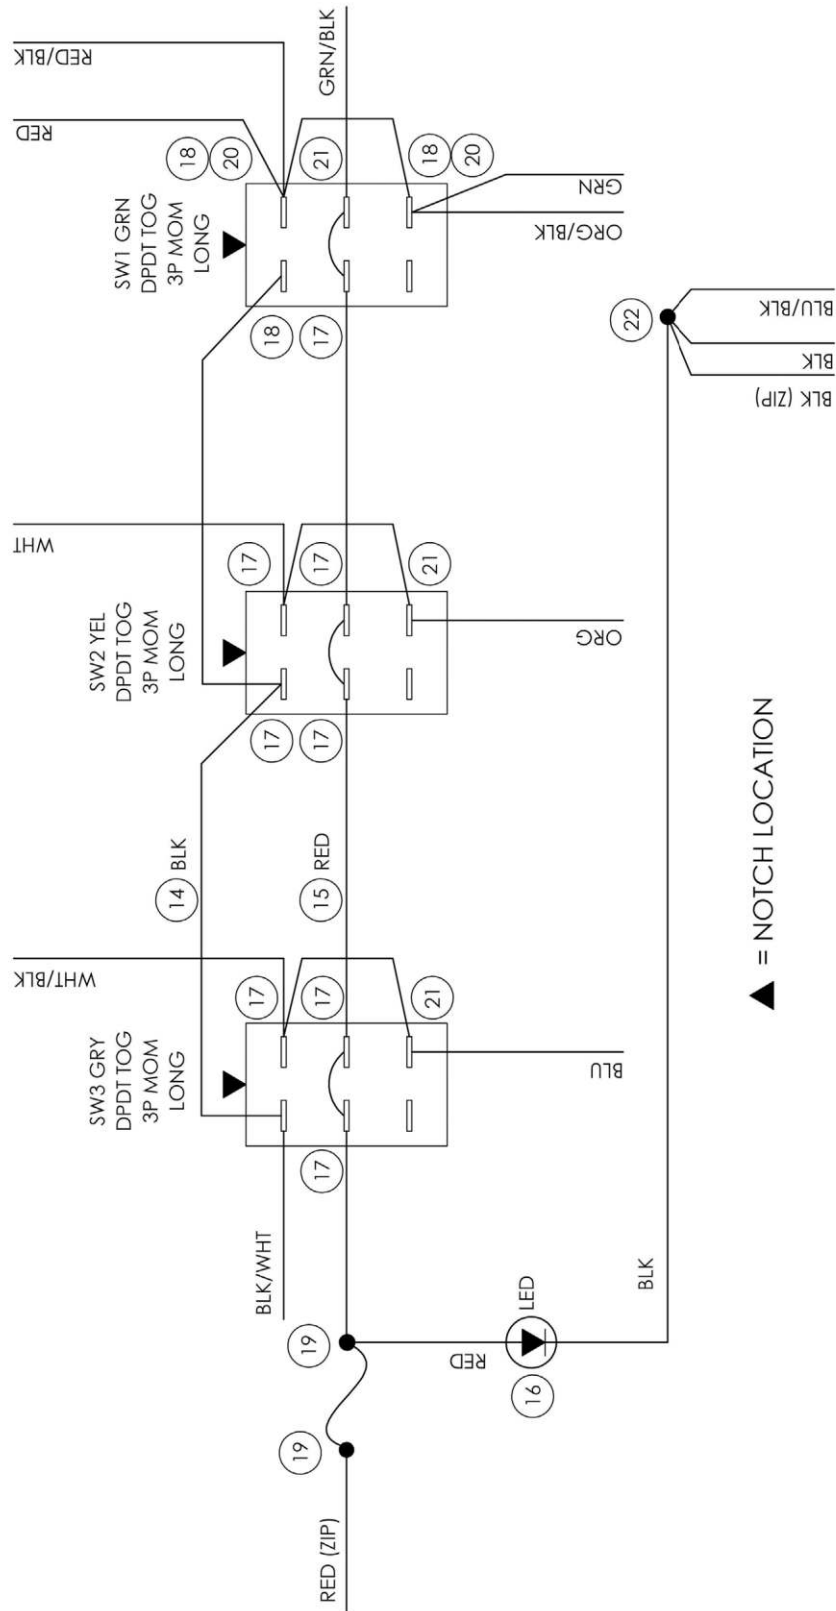 RED/BLK
RED
GRN/BLK
18
20
21
18
20
SW1 GRN
DPDT TOG
3P MOM
LONG
GRN
ORG/BLK
18
17
22
BLU/BLK
BLK
BLK (ZIP)
WHT
17
17
21
SW2 YEL
DPDT TOG
3P MOM
LONG
ORG
17
17
14
BLK
15
RED
WHT/BLK
17
17
21
SW3 GRY
DPDT TOG
3P MOM
LONG
BLU
17
BLK/WHT
19
19
RED (ZIP)
RED
LED
16
BLK
= NOTCH LOCATION